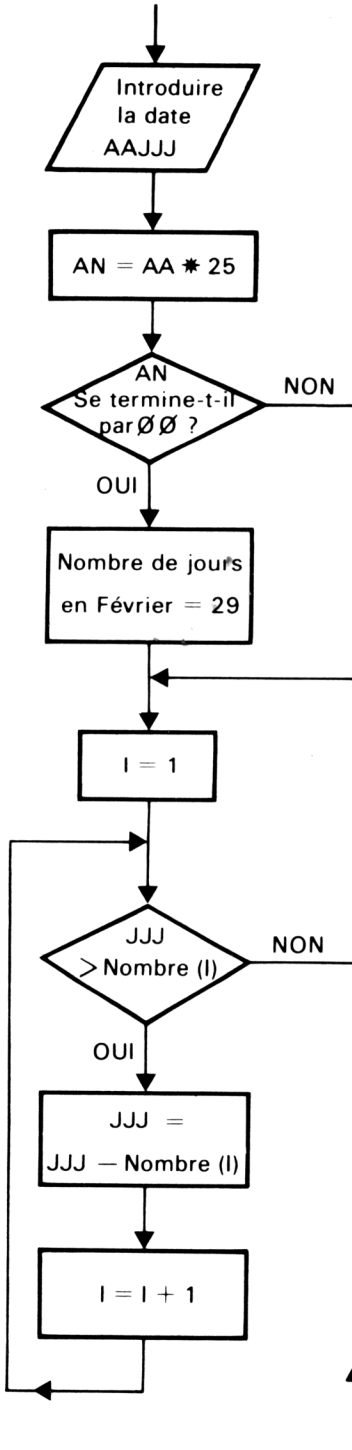 Introduire
la date
AAJJJ
AN = AA * 25
AN
Se termine-t-il
par ØØ ?
NON
OUI
Nombre de jours
en Février = 29
I = 1
JJJ
> Nombre (I)
NON
OUI
JJJ =
JJJ — Nombre (I)
I = I + 1